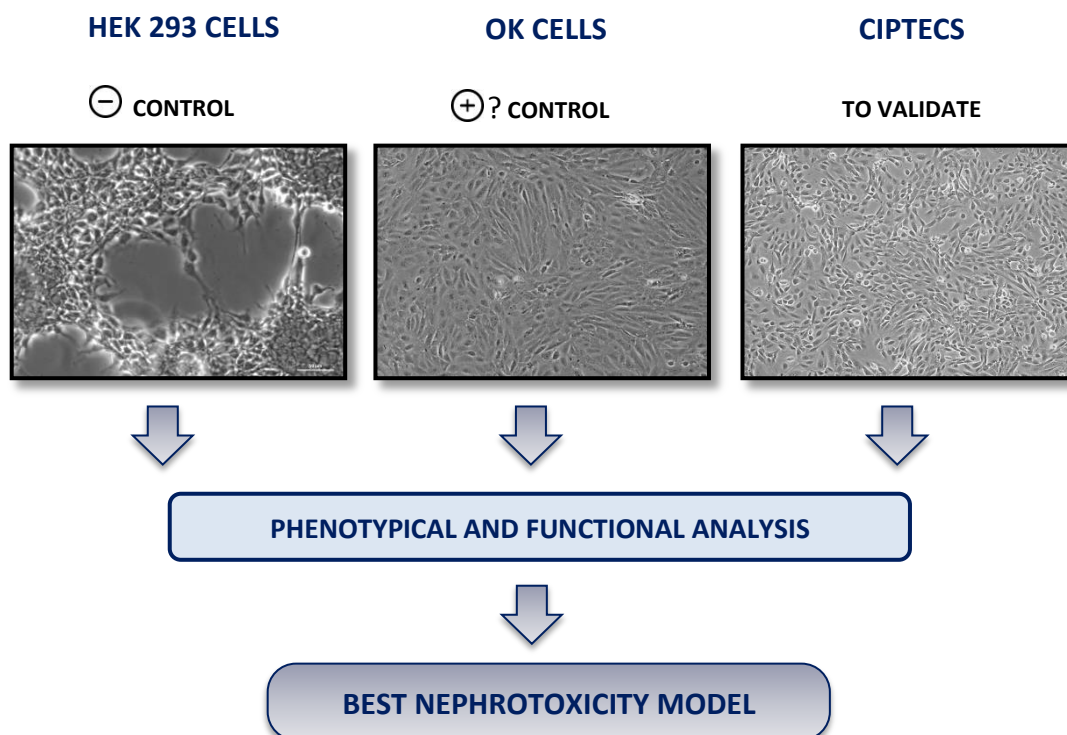 HEK 293 CELLS
OK CELLS
CIPTECS
⊖ CONTROL
⊕? CONTROL
TO VALIDATE
PHENOTYPICAL AND FUNCTIONAL ANALYSIS
BEST NEPHROTOXICITY MODEL